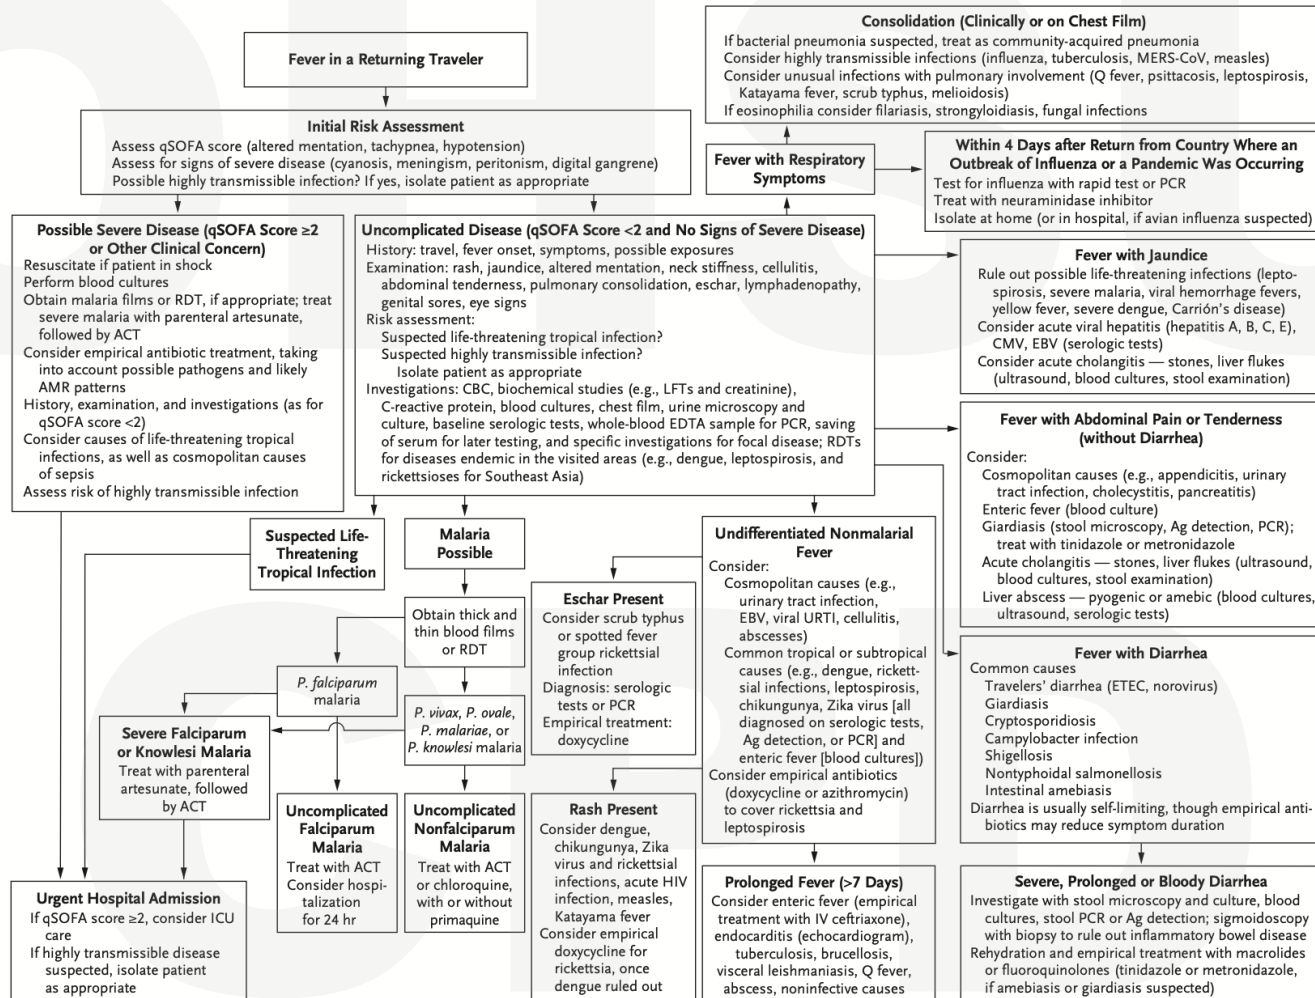 Fever in a Returning Traveler
Initial Risk Assessment
Assess qSOFA score (altered mentation, tachypnea, hypotension)
Assess for signs of severe disease (cyanosis, meningism, peritonism, digital gangrene)
Possible highly transmissible infection? If yes, isolate patient as appropriate
Consolidation (Clinically or on Chest Film)
If bacterial pneumonia suspected, treat as community-acquired pneumonia
Consider highly transmissible infections (influenza, tuberculosis, MERS-CoV, measles)
Consider unusual infections with pulmonary involvement (Q fever, psittacosis, leptospirosis,
Katayama fever, scrub typhus, melioidosis)
If eosinophilia consider filariasis, strongyloidiasis, fungal infections
Fever with Respiratory
Symptoms
Within 4 Days after Return from Country Where an
Outbreak of Influenza or a Pandemic Was Occurring
Test for influenza with rapid test or PCR
Treat with neuraminidase inhibitor
Isolate at home (or in hospital, if avian influenza suspected)
Possible Severe Disease (qSOFA Score ≥2
or Other Clinical Concern)
Resuscitate if patient in shock
Perform blood cultures
Obtain malaria films or RDT, if appropriate; treat
severe malaria with parenteral artesunate,
followed by ACT
Consider empirical antibiotic treatment, taking
into account possible pathogens and likely
AMR patterns
History, examination, and investigations (as for
qSOFA score <2)
Consider causes of life-threatening tropical
infections, as well as cosmopolitan causes
of sepsis
Assess risk of highly transmissible infection
Uncomplicated Disease (qSOFA Score <2 and No Signs of Severe Disease)
History: travel, fever onset, symptoms, possible exposures
Examination: rash, jaundice, altered mentation, neck stiffness, cellulitis,
abdominal tenderness, pulmonary consolidation, eschar, lymphadenopathy,
genital sores, eye signs
Risk assessment:
Suspected life-threatening tropical infection?
Suspected highly transmissible infection?
Isolate patient as appropriate
Investigations: CBC, biochemical studies (e.g., LFTs and creatinine),
C-reactive protein, blood cultures, chest film, urine microscopy and
culture, baseline serologic tests, whole-blood EDTA sample for PCR, saving
of serum for later testing, and specific investigations for focal disease; RDTs
for diseases endemic in the visited areas (e.g., dengue, leptospirosis, and
rickettsioses for Southeast Asia)
Fever with Jaundice
Rule out possible life-threatening infections (lepto-
spirosis, severe malaria, viral hemorrhage fevers,
yellow fever, severe dengue, Carrión's disease)
Consider acute viral hepatitis (hepatitis A, B, C, E),
CMV, EBV (serologic tests)
Consider acute cholangitis — stones, liver flukes
(ultrasound, blood cultures, stool examination)
Fever with Abdominal Pain or Tenderness
(without Diarrhea)
Consider:
Cosmopolitan causes (e.g., appendicitis, urinary
tract infection, cholecystitis, pancreatitis)
Enteric fever (blood culture)
Giardiasis (stool microscopy, Ag detection, PCR);
treat with tinidazole or metronidazole
Acute cholangitis — stones, liver flukes (ultrasound,
blood cultures, stool examination)
Liver abscess — pyogenic or amebic (blood cultures,
ultrasound, serologic tests)
Suspected Life-
Threatening
Tropical Infection
Malaria
Possible
Obtain thick and
thin blood films
or RDT
P. falciparum
malaria
P. vivax, P. ovale,
P. malariae, or
P. knowlesi malaria
Severe Falciparum
or Knowlesi Malaria
Treat with parenteral
artesunate, followed
by ACT
Uncomplicated
Falciparum
Malaria
Treat with ACT
Consider hospi-
talization
for 24 hr
Uncomplicated
Nonfalciparum
Malaria
Treat with ACT
or chloroquine,
with or without
primaquine
Urgent Hospital Admission
If qSOFA score ≥2, consider ICU
care
If highly transmissible disease
suspected, isolate patient
as appropriate
Eschar Present
Consider scrub typhus
or spotted fever
group rickettsial
infection
Diagnosis: serologic
tests or PCR
Empirical treatment:
doxycycline
Rash Present
Consider dengue,
chikungunya, Zika
virus and rickettsial
infections, acute HIV
infection, measles,
Katayama fever
Consider empirical
doxycycline for
rickettsia, once
dengue ruled out
Undifferentiated Nonmalarial
Fever
Consider:
Cosmopolitan causes (e.g.,
urinary tract infection,
EBV, viral URTI, cellulitis,
abscesses)
Common tropical or subtropical
causes (e.g., dengue, rickett-
sial infections, leptospirosis,
chikungunya, Zika virus [all
diagnosed on serologic tests,
Ag detection, or PCR] and
enteric fever [blood cultures])
Consider empirical antibiotics
(doxycycline or azithromycin)
to cover rickettsia and
leptospirosis
Prolonged Fever (>7 Days)
Consider enteric fever (empirical
treatment with IV ceftriaxone),
endocarditis (echocardiogram),
tuberculosis, brucellosis,
visceral leishmaniasis, Q fever,
abscess, noninfective causes
Fever with Diarrhea
Common causes
Travelers' diarrhea (ETEC, norovirus)
Giardiasis
Cryptosporidiosis
Campylobacter infection
Shigellosis
Nontyphoidal salmonellosis
Intestinal amebiasis
Diarrhea is usually self-limiting, though empirical anti-
biotics may reduce symptom duration
Severe, Prolonged or Bloody Diarrhea
Investigate with stool microscopy and culture, blood
cultures, stool PCR or Ag detection; sigmoidoscopy
with biopsy to rule out inflammatory bowel disease
Rehydration and empirical treatment with macrolides
or fluoroquinolones (tinidazole or metronidazole,
if amebiasis or giardiasis suspected)